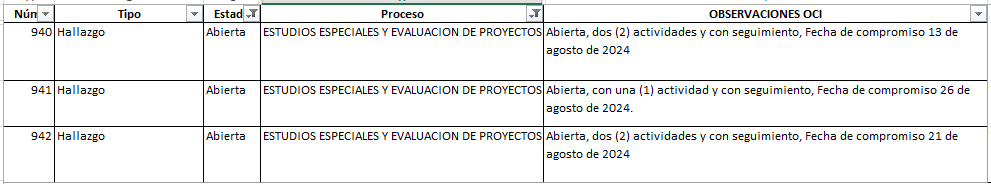 Núm Tipo Estad Proceso OBSERVACIONES OCI
940 Hallazgo Abierta ESTUDIOS ESPECIALES Y EVALUACION DE PROYECTOS Abierta, dos (2) actividades y con seguimiento, Fecha de compromiso 13 de
agosto de 2024
941 Hallazgo Abierta ESTUDIOS ESPECIALES Y EVALUACION DE PROYECTOS Abierta, con una (1) actividad y con seguimiento, Fecha de compromiso 26 de
agosto de 2024.
942 Hallazgo Abierta ESTUDIOS ESPECIALES Y EVALUACION DE PROYECTOS Abierta, dos (2) actividades y con seguimiento, Fecha de compromiso 21 de
agosto de 2024